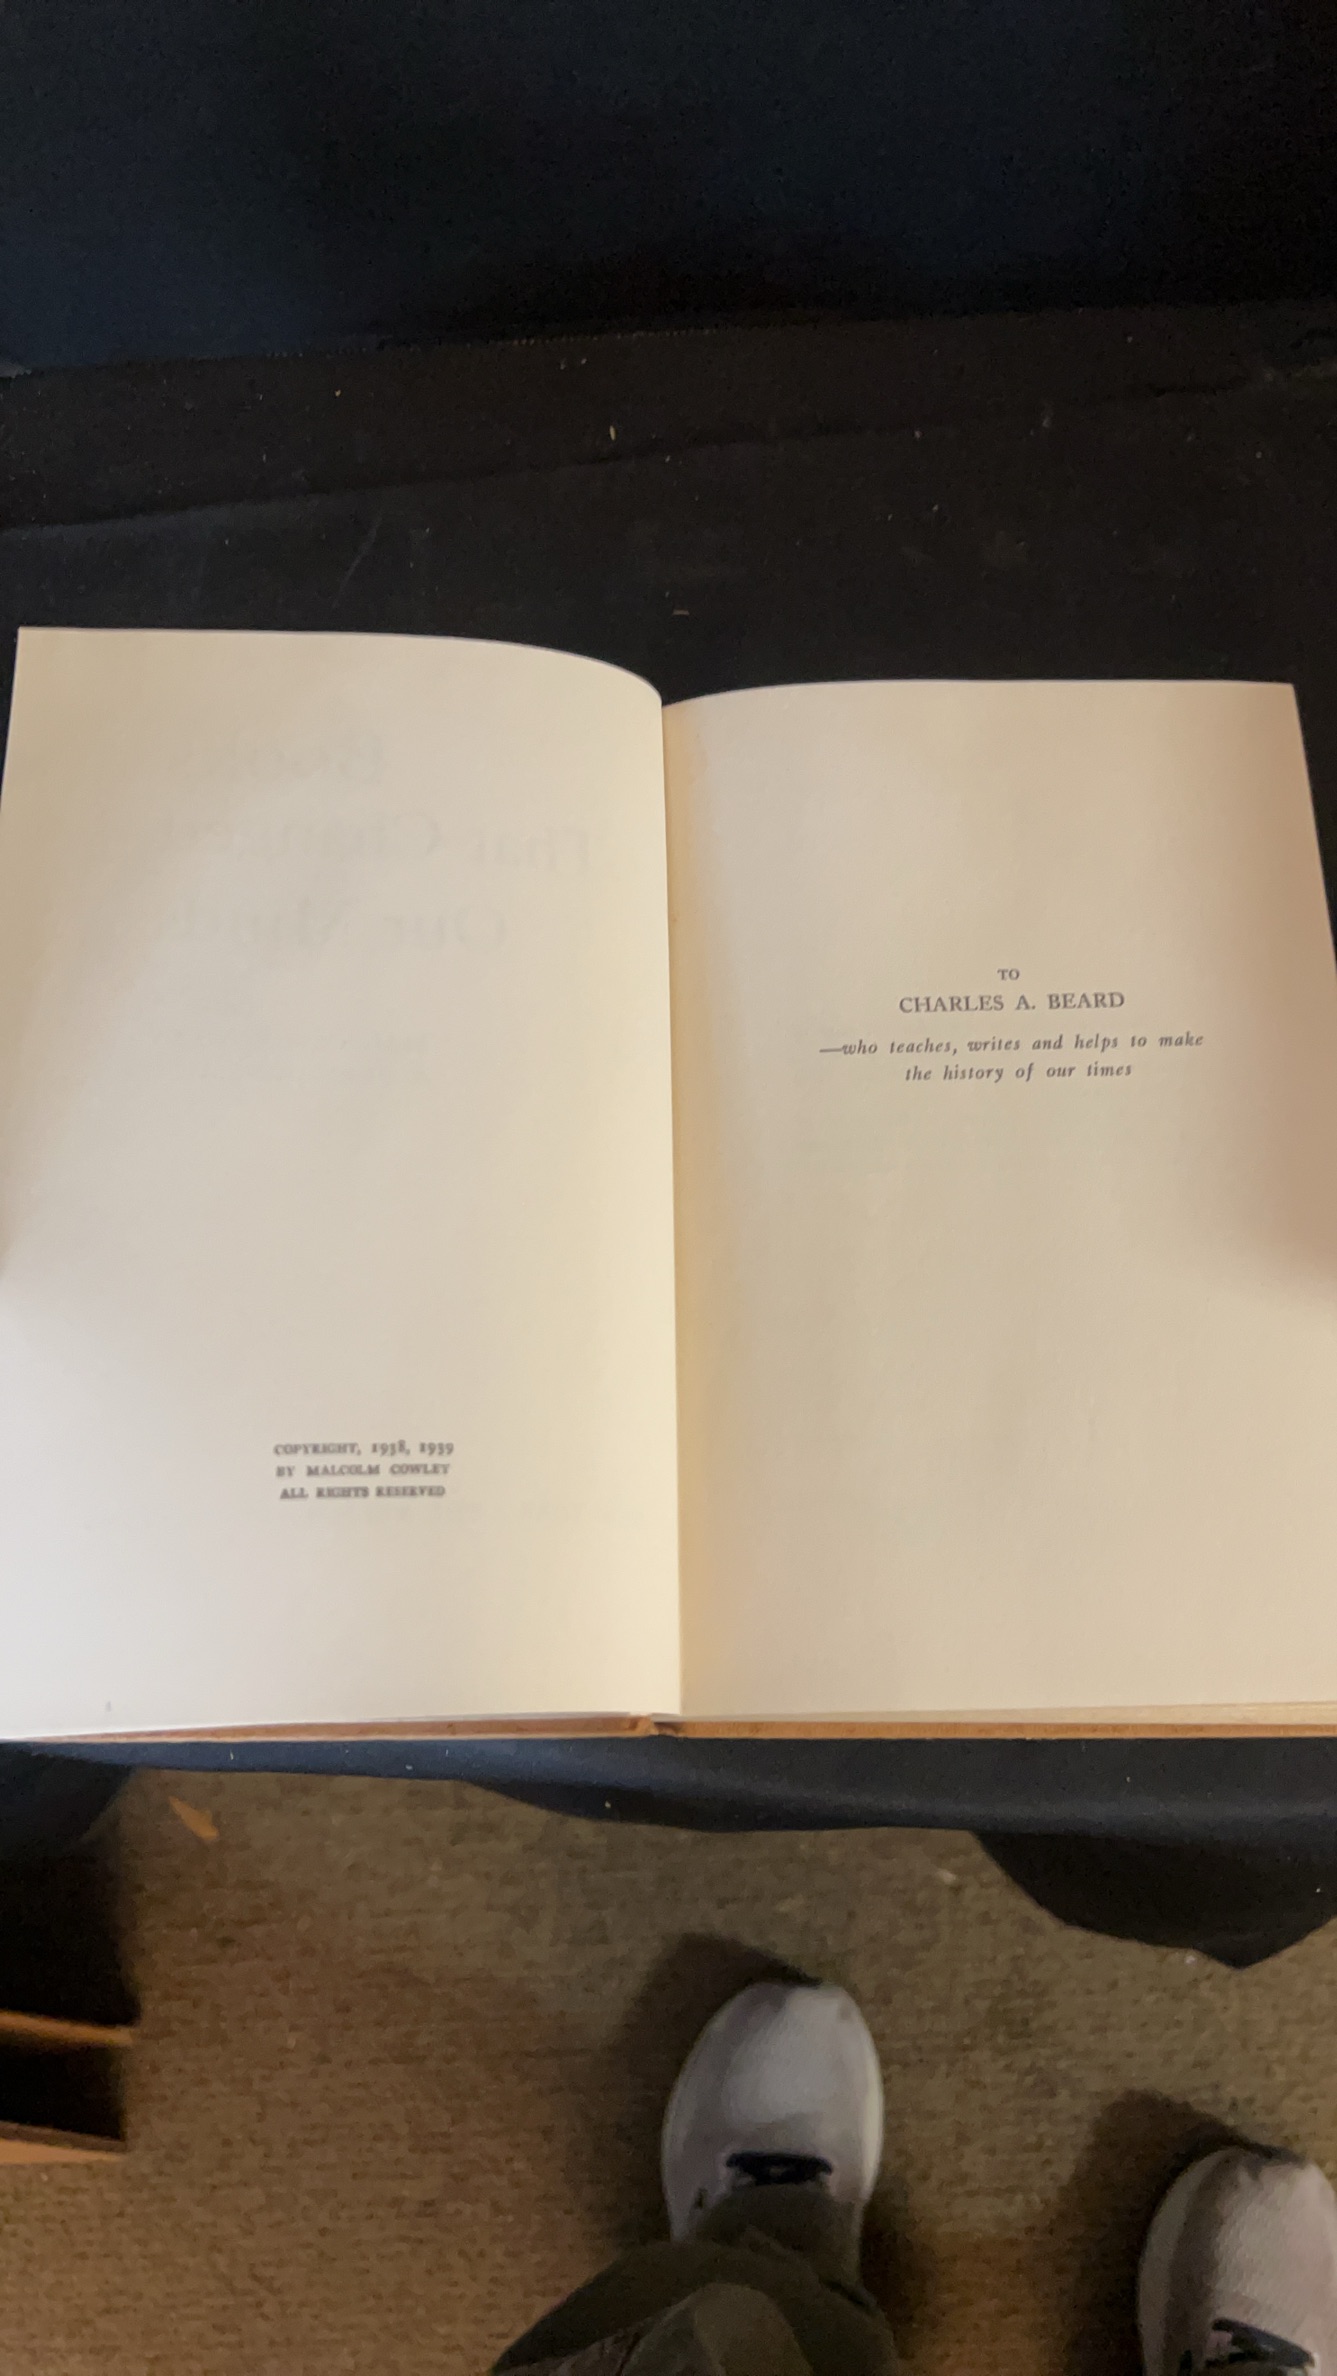 COPYRIGHT, 1938, 1939
BY MALCOLM COWLEY
ALL RIGHTS RESERVED
TO
CHARLES A. BEARD
—who teaches, writes and helps to make
the history of our times